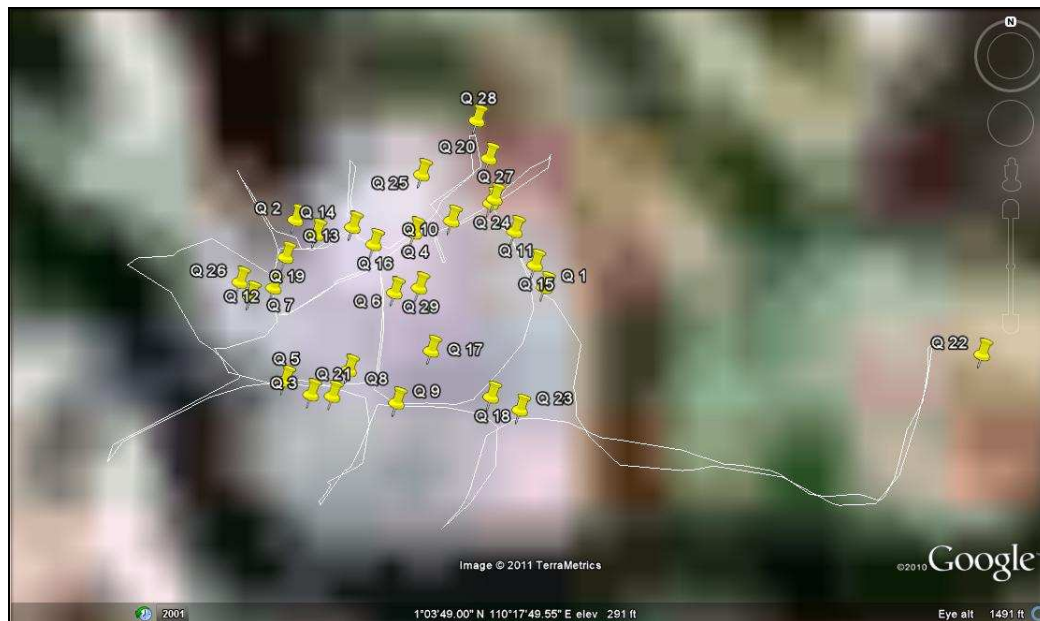 N
Q 28
Q 20
Q 25
Q 27
Q 2
Q 14
Q 13
Q 10
Q 24
Q 4
Q 11
Q 16
Q 26
Q 19
Q 15
Q 1
Q 12
Q 7
Q 6
Q 29
Q 17
Q 22
Q 5
Q 3
Q 21
Q 8
Q 9
Q 18
Q 23
Image © 2011 TerraMetrics
©2010 Google
2001
1°03'49.00" N 110°17'49.55" E elev 291 ft
Eye alt 1491 ft